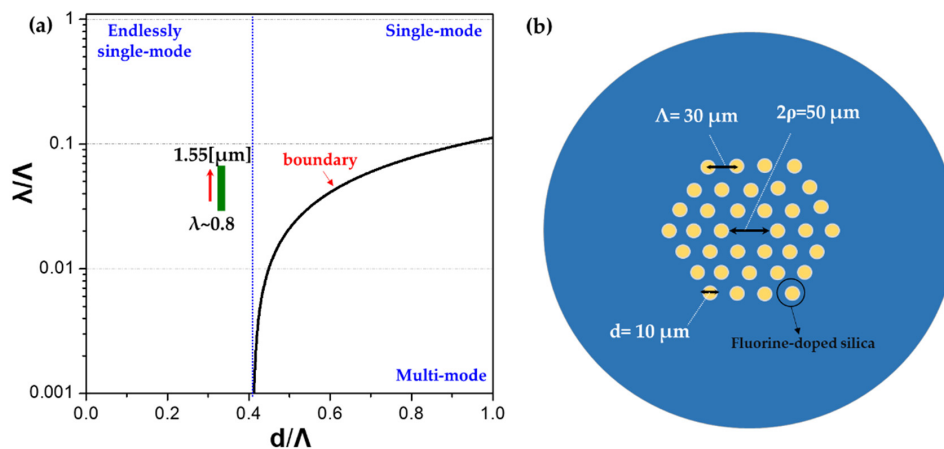 (a)
Endlessly
single-mode
Single-mode
1.55[μm]
λ~0.8
boundary
Multi-mode
λ/Λ
1
0.1
0.01
0.001
0.0
0.2
0.4
0.6
0.8
1.0
d/Λ
(b)
Λ= 30 μm
2ρ=50 μm
d= 10 μm
Fluorine-doped silica